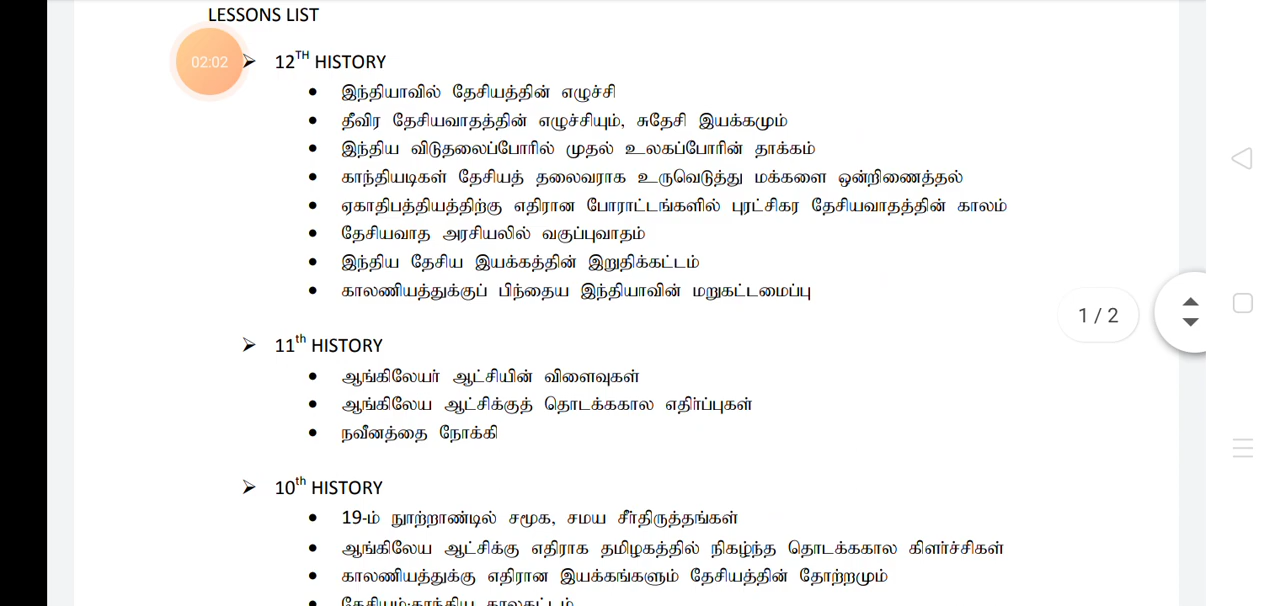 LESSONS LIST
02:02
➢ 12TH HISTORY
• இந்தியாவில் தேசியத்தின் எழுச்சி
• தீவிர தேசியவாதத்தின் எழுச்சியும், சுதேசி இயக்கமும்
• இந்திய விடுதலைப்போரில் முதல் உலகப்போரின் தாக்கம்
• காந்தியடிகள் தேசியத் தலைவராக உருவெடுத்து மக்களை ஒன்றிணைத்தல்
• ஏகாதிபத்தியத்திற்கு எதிரான போராட்டங்களில் புரட்சிகர தேசியவாதத்தின் காலம்
• தேசியவாத அரசியலில் வகுப்புவாதம்
• இந்திய தேசிய இயக்கத்தின் இறுதிக்கட்டம்
• காலணியத்துக்குப் பிந்தைய இந்தியாவின் மறுகட்டமைப்பு
1 / 2
➢ 11th HISTORY
• ஆங்கிலேயர் ஆட்சியின் விளைவுகள்
• ஆங்கிலேய ஆட்சிக்குத் தொடக்ககால எதிர்ப்புகள்
• நவீனத்தை நோக்கி
➢ 10th HISTORY
• 19-ம் நூற்றாண்டில் சமூக, சமய சீர்திருத்தங்கள்
• ஆங்கிலேய ஆட்சிக்கு எதிராக தமிழகத்தில் நிகழ்ந்த தொடக்ககால கிளர்ச்சிகள்
• காலணியத்துக்கு எதிரான இயக்கங்களும் தேசியத்தின் தோற்றமும்
• தேசியம்:காந்திய காலகட்டம்